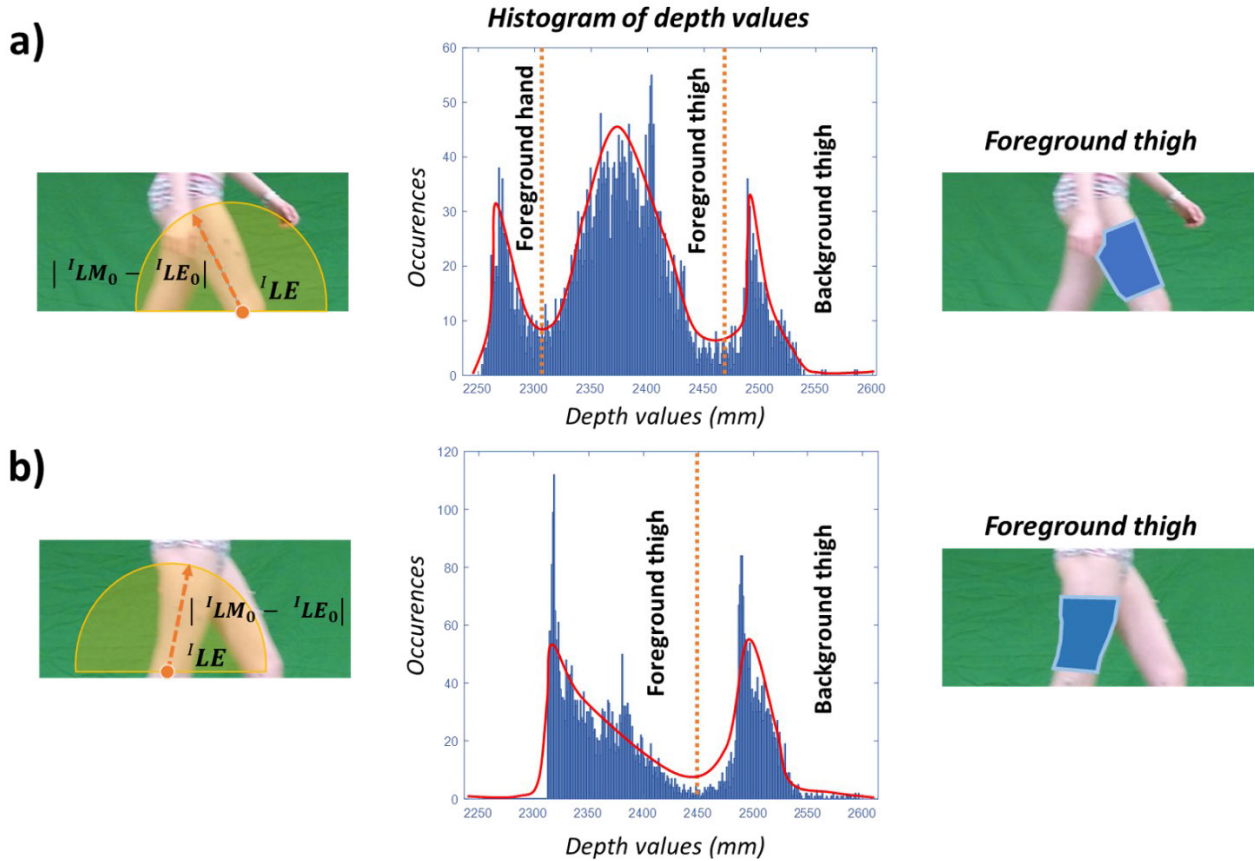 a)
Histogram of depth values
60
50
40
30
20
10
0
Occurences
Foreground hand
Foreground thigh
Background thigh
2250 2300 2350 2400 2450 2500 2550 2600
Depth values (mm)
| ᴵLM₀ − ᴵLE₀|
ᴵLE
Foreground thigh
b)
120
100
80
60
40
20
0
Occurences
Foreground thigh
Background thigh
2250 2300 2350 2400 2450 2500 2550 2600
Depth values (mm)
| ᴵLM₀ − ᴵLE₀|
ᴵLE
Foreground thigh